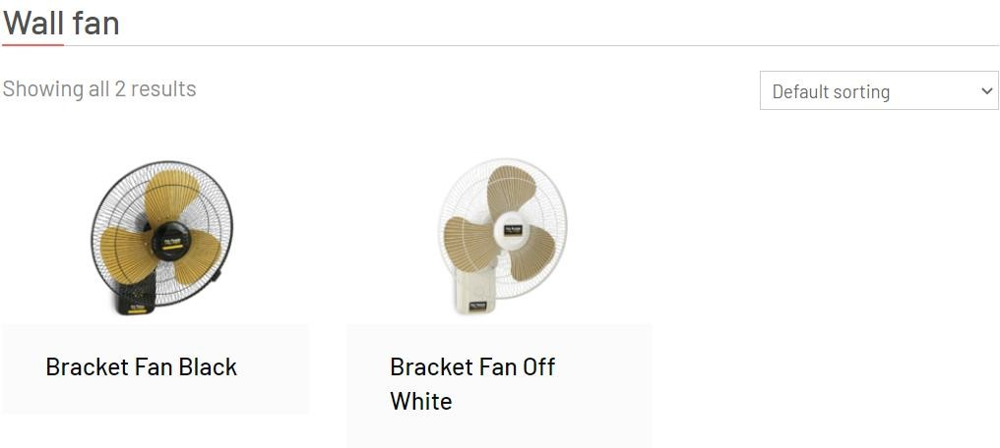 Wall fan
Showing all 2 results
Default sorting
Bracket Fan Black
Bracket Fan Off
White